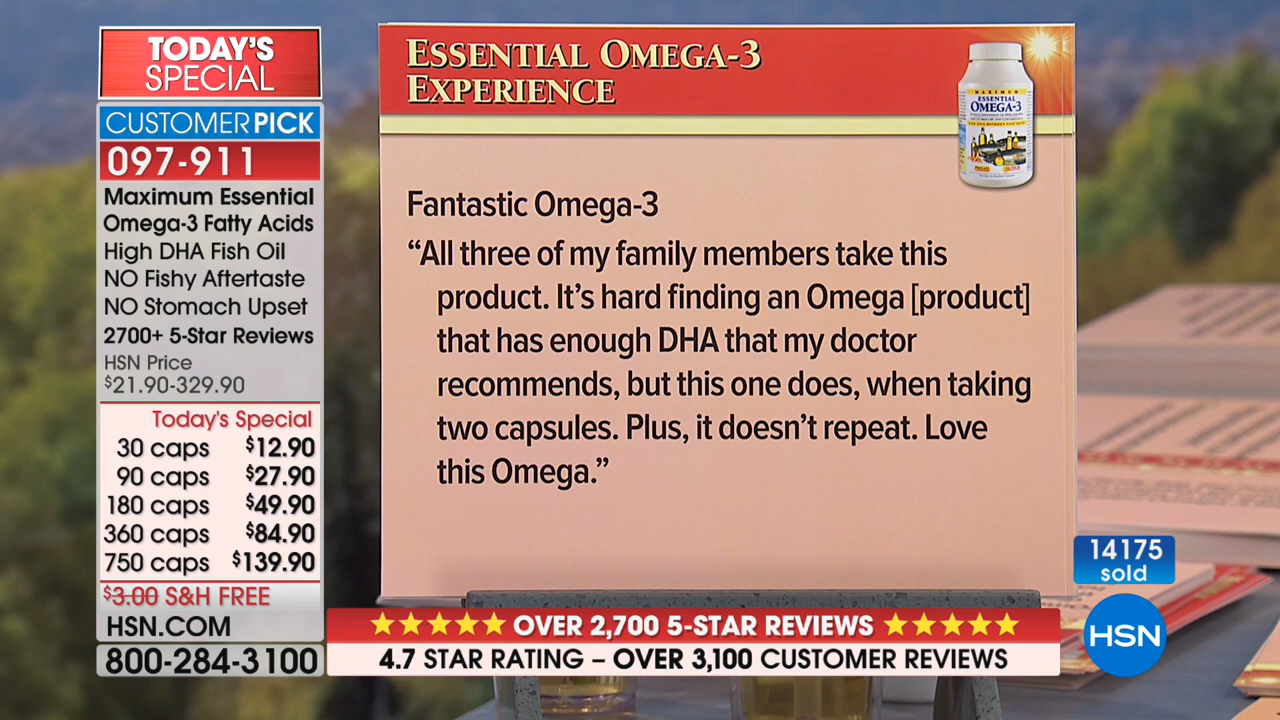 TODAY'S
SPECIAL
CUSTOMER PICK
097-911
Maximum Essential
Omega-3 Fatty Acids
High DHA Fish Oil
NO Fishy Aftertaste
NO Stomach Upset
2700+ 5-Star Reviews
HSN Price
$21.90-329.90
Today's Special
30 caps $12.90
90 caps $27.90
180 caps $49.90
360 caps $84.90
750 caps $139.90
$3.00 S&H FREE
HSN.COM
800-284-3100
ESSENTIAL OMEGA-3
EXPERIENCE
MAXIMUM
ESSENTIAL
OMEGA-3
Fantastic Omega-3
“All three of my family members take this
product. It’s hard finding an Omega [product]
that has enough DHA that my doctor
recommends, but this one does, when taking
two capsules. Plus, it doesn’t repeat. Love
this Omega.”
14175
sold
HSN
OVER 2,700 5-STAR REVIEWS
4.7 STAR RATING – OVER 3,100 CUSTOMER REVIEWS